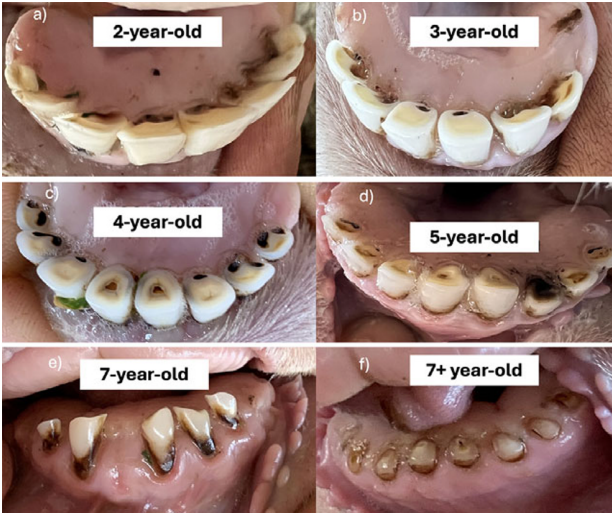 a) 2-year-old
b) 3-year-old
c) 4-year-old
d) 5-year-old
e) 7-year-old
f) 7+ year-old